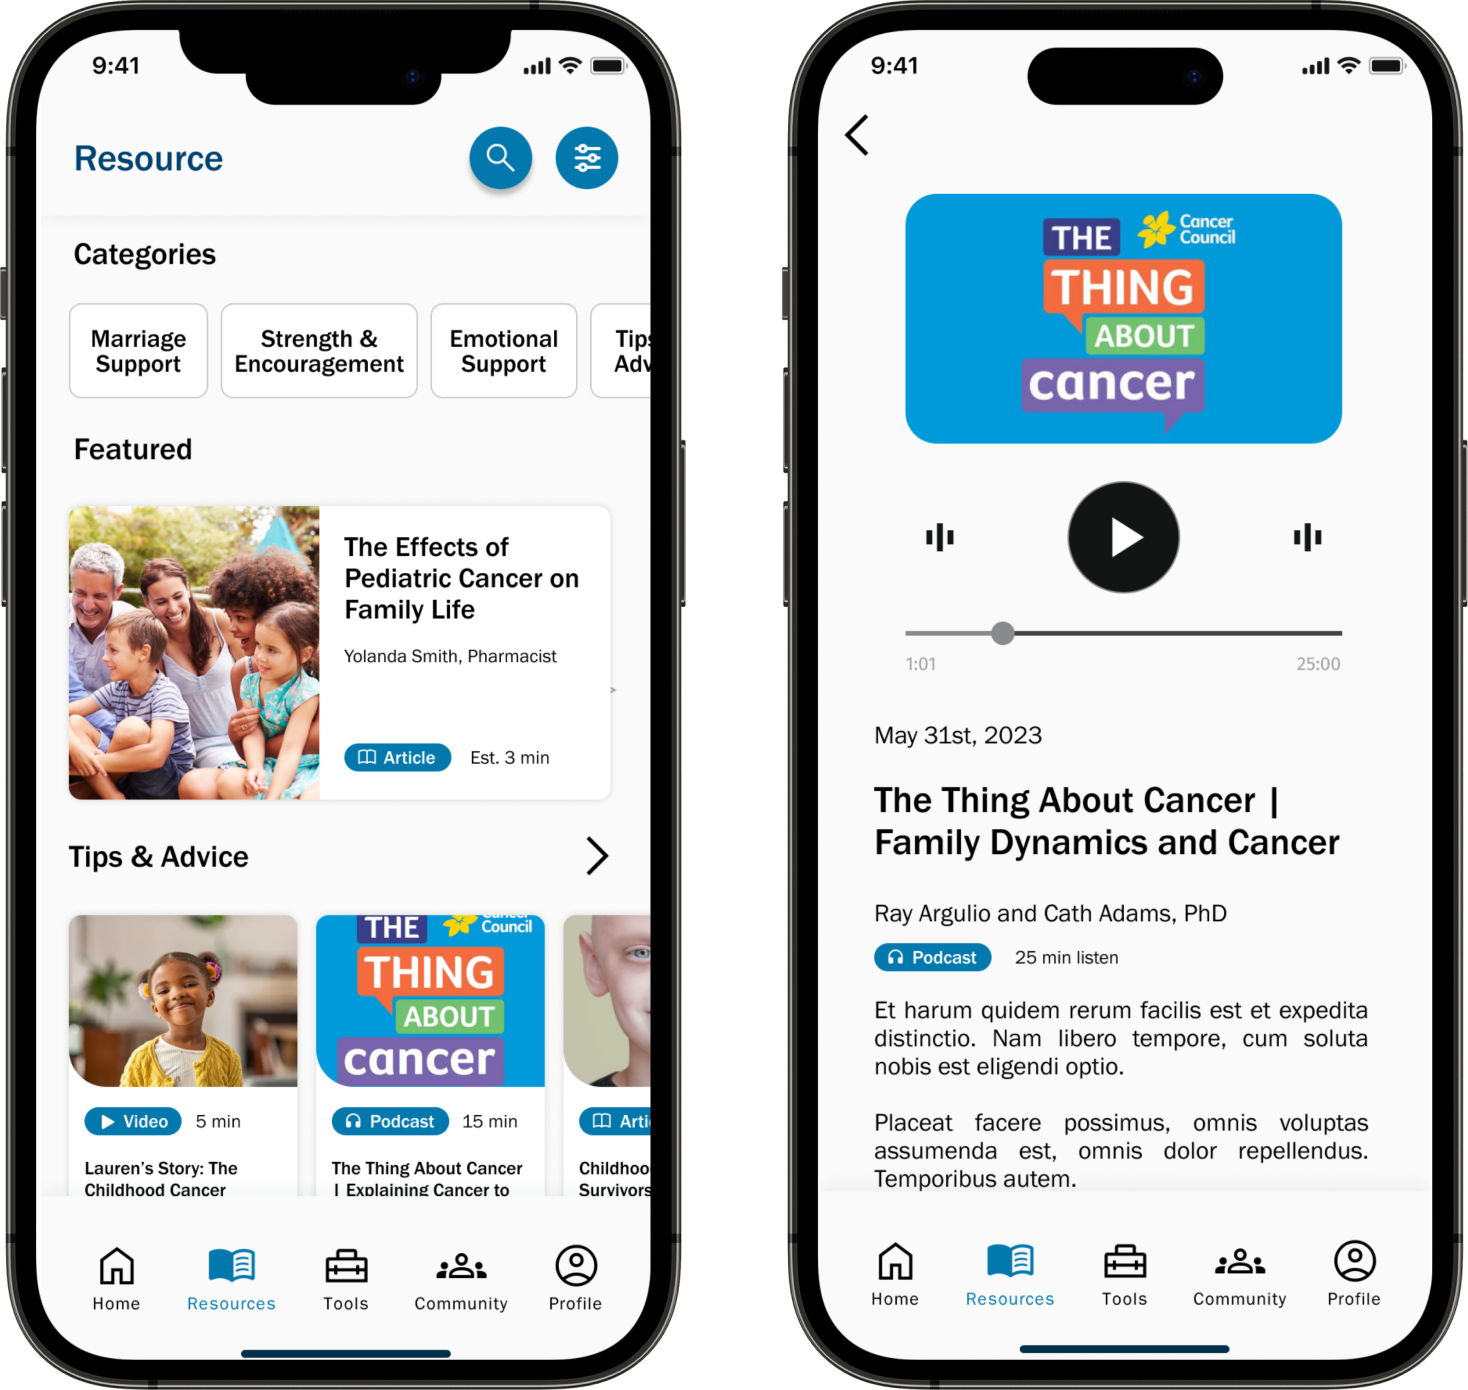 9:41
Resource
Categories
Marriage
Support
Strength &
Encouragement
Emotional
Support
Tips
Adv
Featured
The Effects of
Pediatric Cancer on
Family Life
Yolanda Smith, Pharmacist
Article
Est. 3 min
Tips & Advice
THE
Cancer
Council
THING
ABOUT
cancer
Video
5 min
Podcast
15 min
Arti
Lauren's Story: The
Childhood Cancer
The Thing About Cancer
| Explaining Cancer to
Childhoo
Survivors
Home
Resources
Tools
Community
Profile
9:41
THE
Cancer
Council
THING
ABOUT
cancer
1:01
25:00
May 31st, 2023
The Thing About Cancer |
Family Dynamics and Cancer
Ray Argulio and Cath Adams, PhD
Podcast
25 min listen
Et harum quidem rerum facilis est et expedita
distinctio. Nam libero tempore, cum soluta
nobis est eligendi optio.
Placeat facere possimus, omnis voluptas
assumenda est, omnis dolor repellendus.
Temporibus autem.
Home
Resources
Tools
Community
Profile